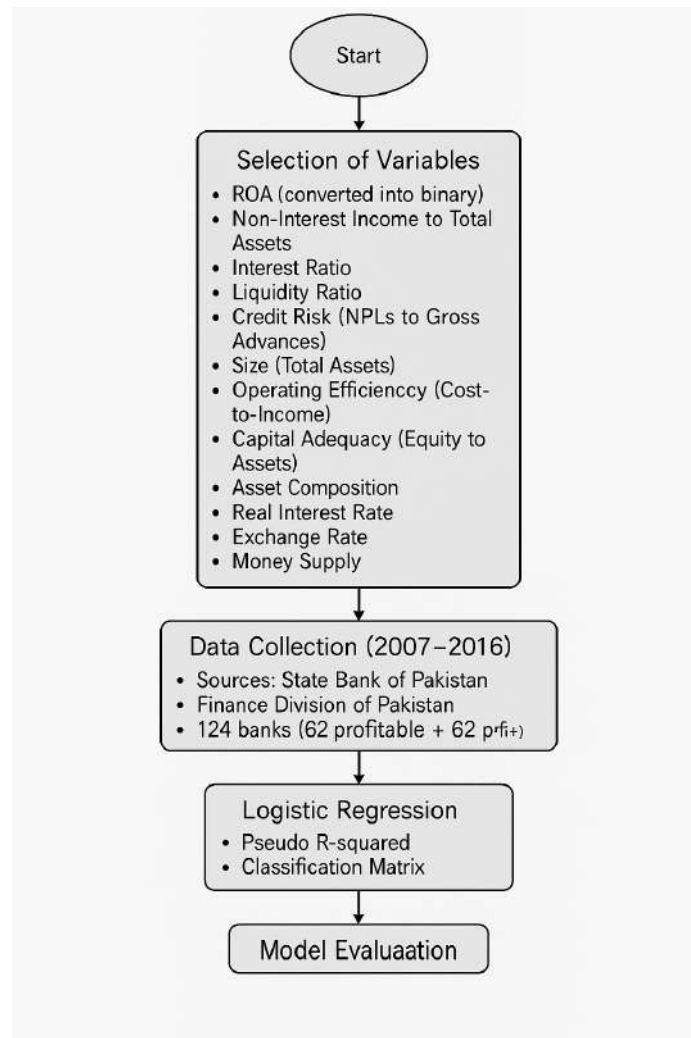 Start
Selection of Variables
• ROA (converted into binary)
• Non-Interest Income to Total
Assets
• Interest Ratio
• Liquidity Ratio
• Credit Risk (NPLs to Gross
Advances)
• Size (Total Assets)
• Operating Efficienccy (Cost-
to-Income)
• Capital Adequacy (Equity to
Assets)
• Asset Composition
• Real Interest Rate
• Exchange Rate
• Money Supply
Data Collection (2007–2016)
• Sources: State Bank of Pakistan
• Finance Division of Pakistan
• 124 banks (62 profitable + 62
Logistic Regression
• Pseudo R-squared
• Classification Matrix
Model Evaluaation